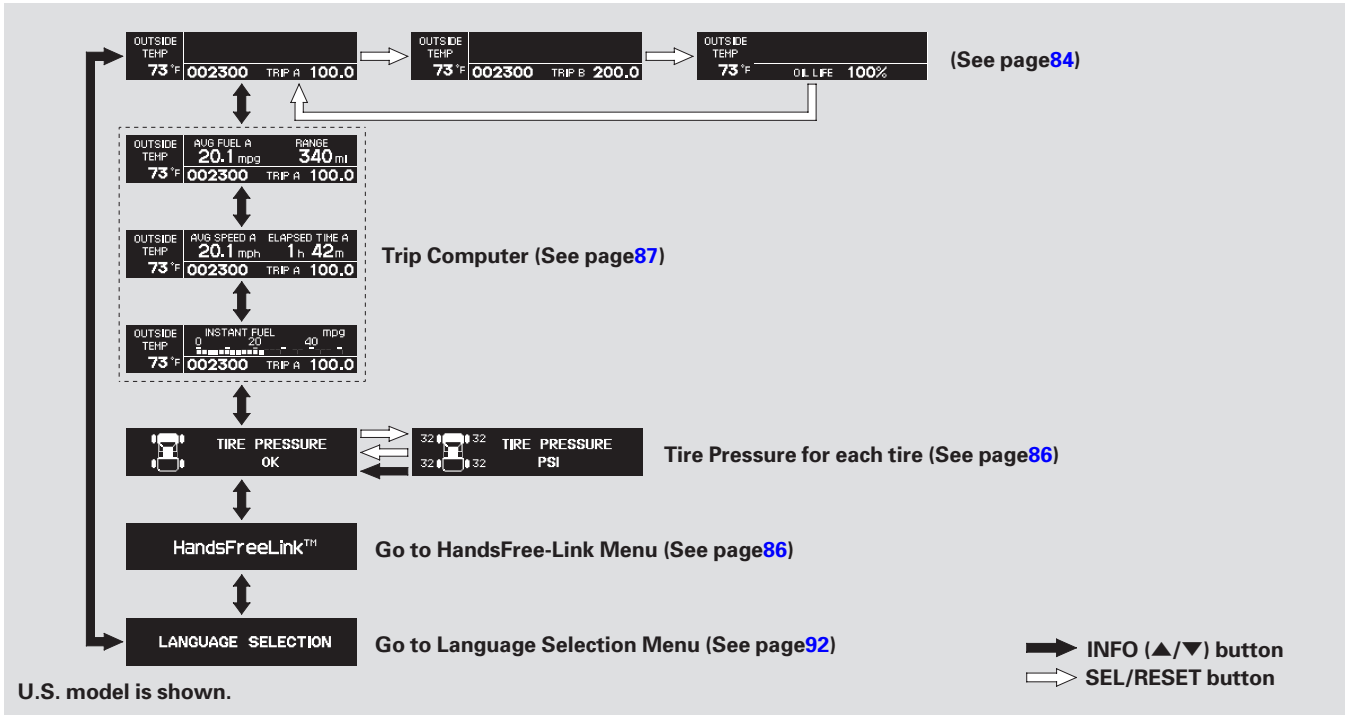 OUTSIDE TEMP 73°F 002300 TRIP A 100.0
OUTSIDE TEMP 73°F 002300 TRIP B 200.0
OUTSIDE TEMP 73°F OIL LIFE 100%
(See page84)
OUTSIDE TEMP 73°F AVG FUEL A 20.1 mpg RANGE 340 mi 002300 TRIP A 100.0
OUTSIDE TEMP 73°F AVG SPEED A 20.1 mph ELAPSED TIME A 1h 42m 002300 TRIP A 100.0
Trip Computer (See page87)
OUTSIDE TEMP 73°F INSTANT FUEL mpg 0 20 40 002300 TRIP A 100.0
TIRE PRESSURE
OK
32 32 TIRE PRESSURE
32 32 PSI
Tire Pressure for each tire (See page86)
HandsFreeLink™
Go to HandsFree-Link Menu (See page86)
LANGUAGE SELECTION
Go to Language Selection Menu (See page92)
INFO (▲/▼) button
SEL/RESET button
U.S. model is shown.